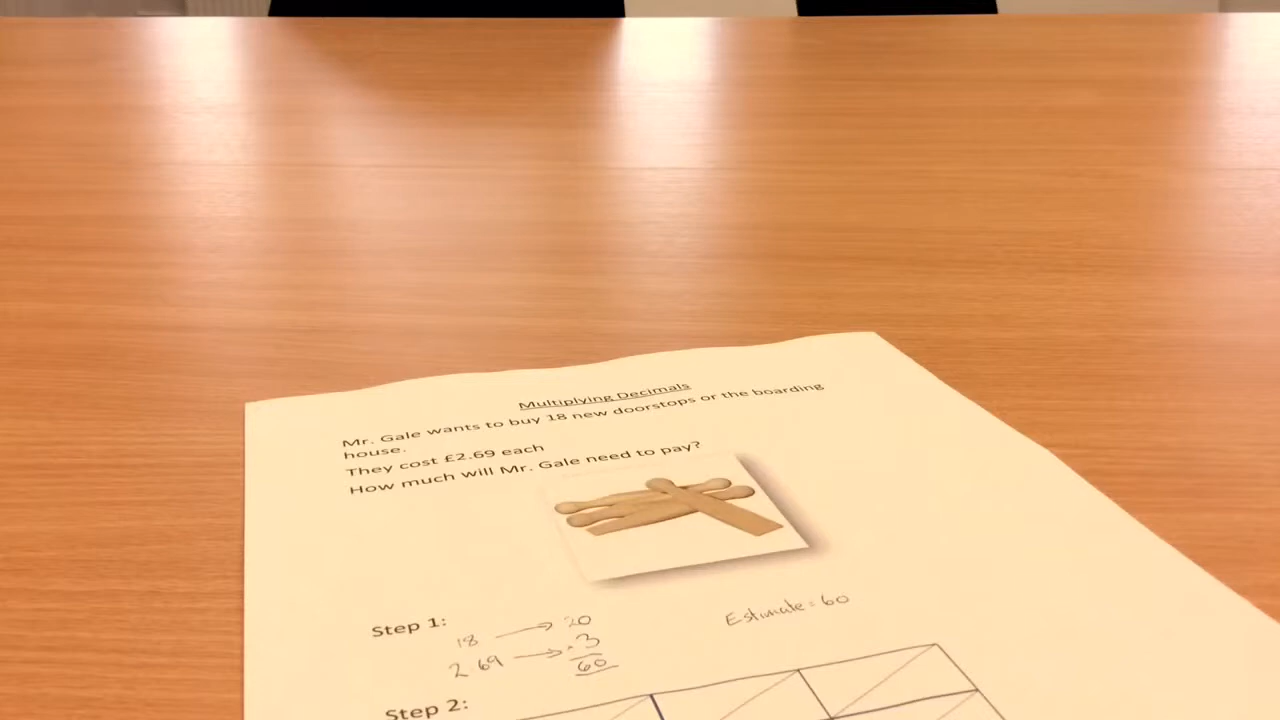 Multiplying Decimals
Mr. Gale wants to buy 18 new doorstops or the boarding
house.
They cost £2.69 each
How much will Mr. Gale need to pay?
Step 1:
18 → 20
2.69 → 3
60
Estimate = 60
Step 2: